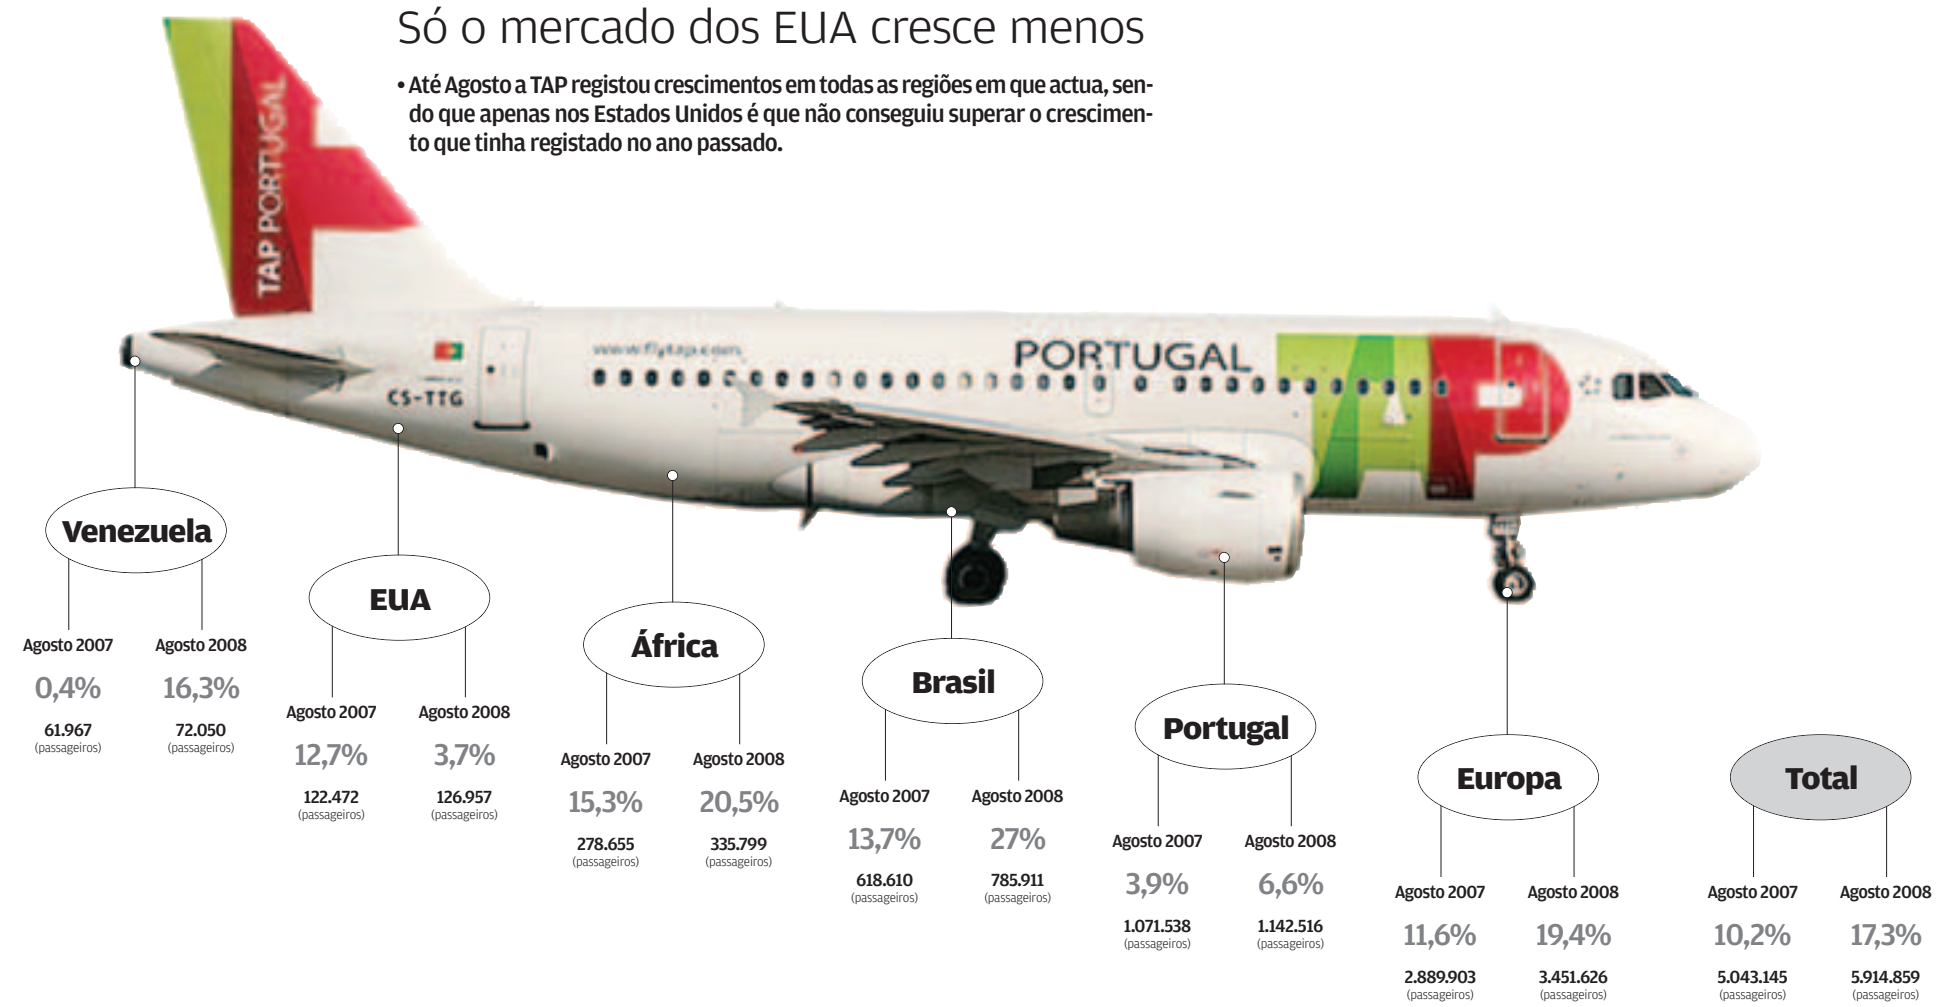 Só o mercado dos EUA cresce menos
• Até Agosto a TAP registou crescimentos em todas as regiões em que actua, sen-
do que apenas nos Estados Unidos é que não conseguiu superar o crescimen-
to que tinha registado no ano passado.
TAP PORTUGAL
www.flytap.com
PORTUGAL
TAP
CS-TTG
Venezuela
Agosto 2007 Agosto 2008
0,4% 16,3%
61.967 72.050
(passageiros) (passageiros)
EUA
Agosto 2007 Agosto 2008
12,7% 3,7%
122.472 126.957
(passageiros) (passageiros)
África
Agosto 2007 Agosto 2008
15,3% 20,5%
278.655 335.799
(passageiros) (passageiros)
Brasil
Agosto 2007 Agosto 2008
13,7% 27%
618.610 785.911
(passageiros) (passageiros)
Portugal
Agosto 2007 Agosto 2008
3,9% 6,6%
1.071.538 1.142.516
(passageiros) (passageiros)
Europa
Agosto 2007 Agosto 2008
11,6% 19,4%
2.889.903 3.451.626
(passageiros) (passageiros)
Total
Agosto 2007 Agosto 2008
10,2% 17,3%
5.043.145 5.914.859
(passageiros) (passageiros)